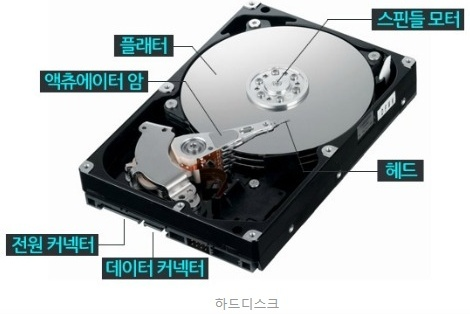 스핀들 모터
플래터
액츄에이터 암
헤드
전원 커넥터
데이터 커넥터
하드디스크